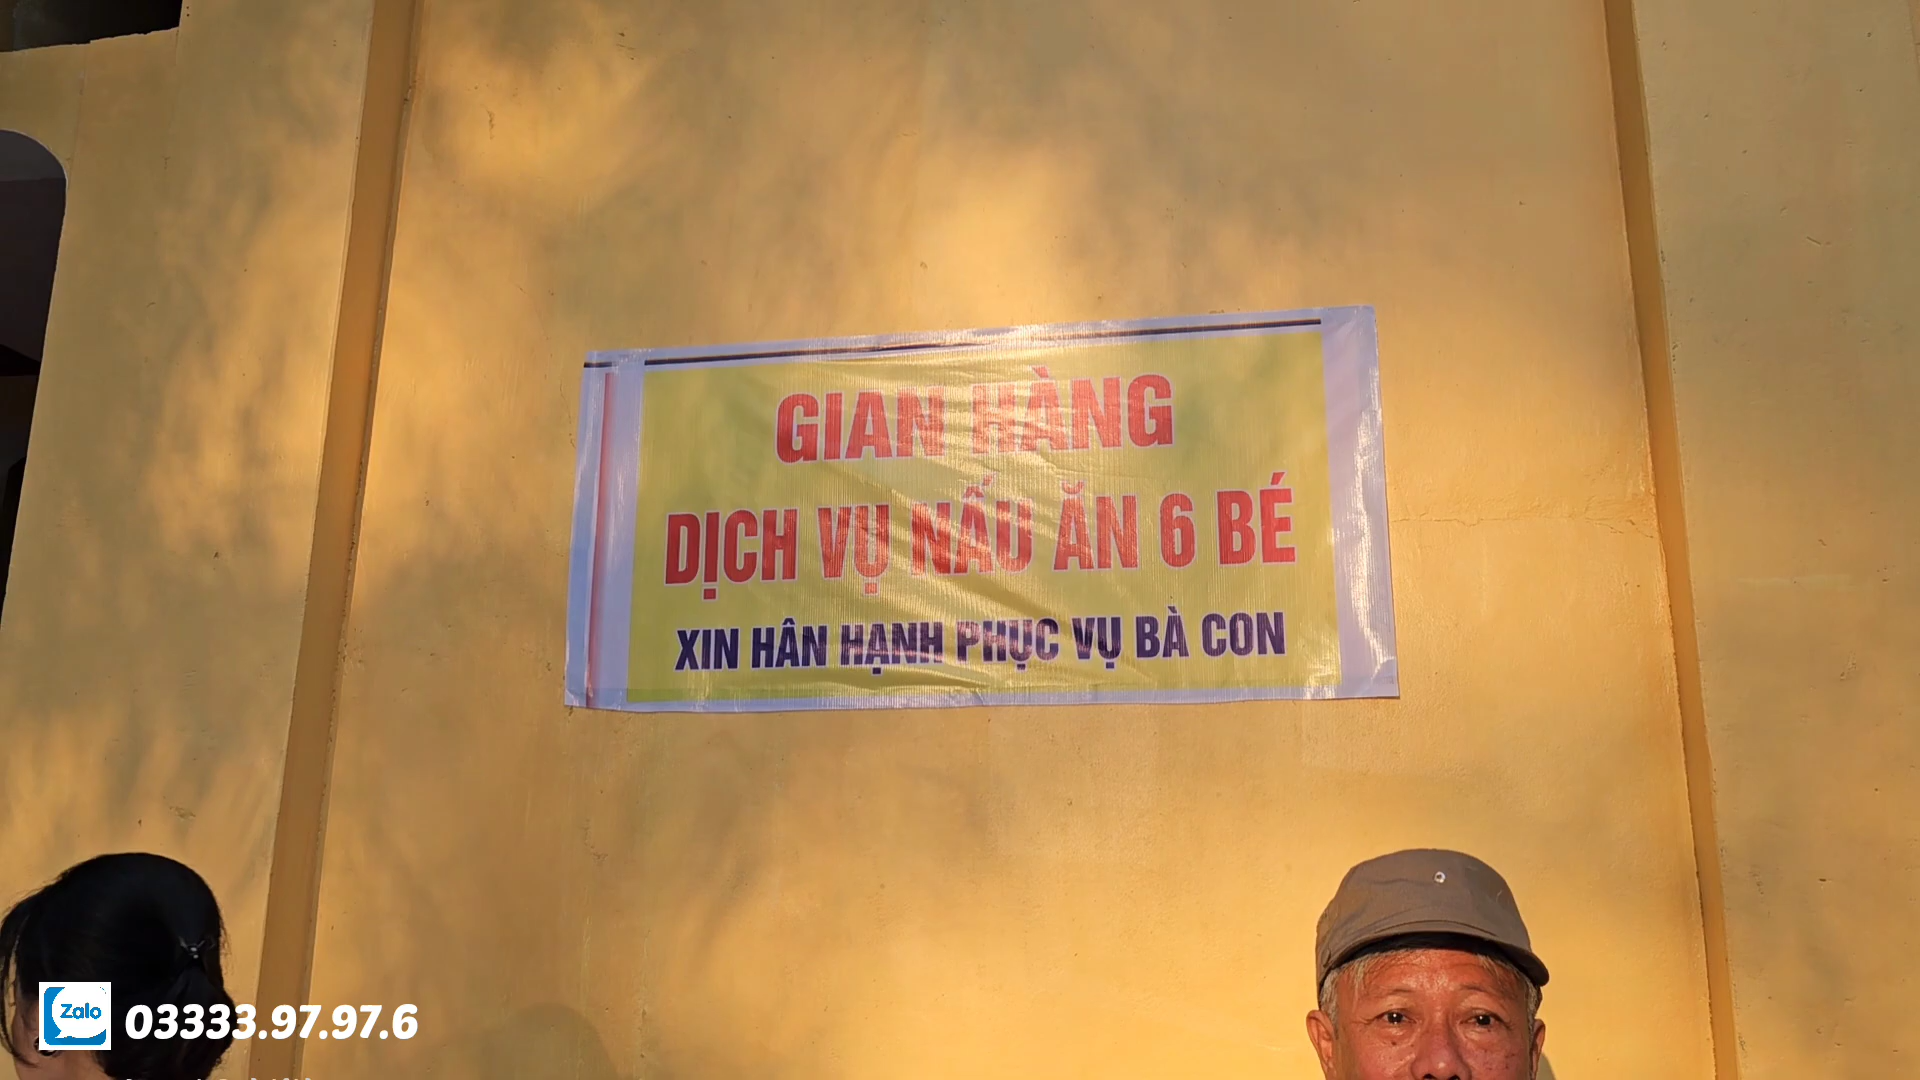 GIAN HÀNG
DỊCH VỤ NẤU ĂN 6 BÉ
XIN HÂN HẠNH PHỤC VỤ BÀ CON
Zalo 03333.97.97.6